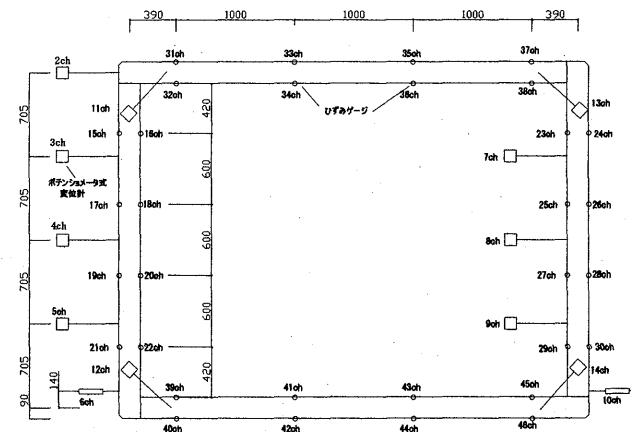 390 1000 1000 1000 390
31ch 33ch 35ch 37ch
2ch
32ch 34ch 36ch 38ch
ひずみゲージ
11ch 13ch
705 420
15ch 16ch 23ch 24ch
3ch 7ch
ポテンショメータ式
変位計
600
705
17ch 18ch 25ch 26ch
4ch 8ch
600
705
19ch 20ch 27ch 28ch
5ch 9ch
600
21ch 22ch 29ch 30ch
705 420
12ch 14ch
140
39ch 41ch 43ch 45ch
90 6ch 10ch
40ch 42ch 44ch 46ch